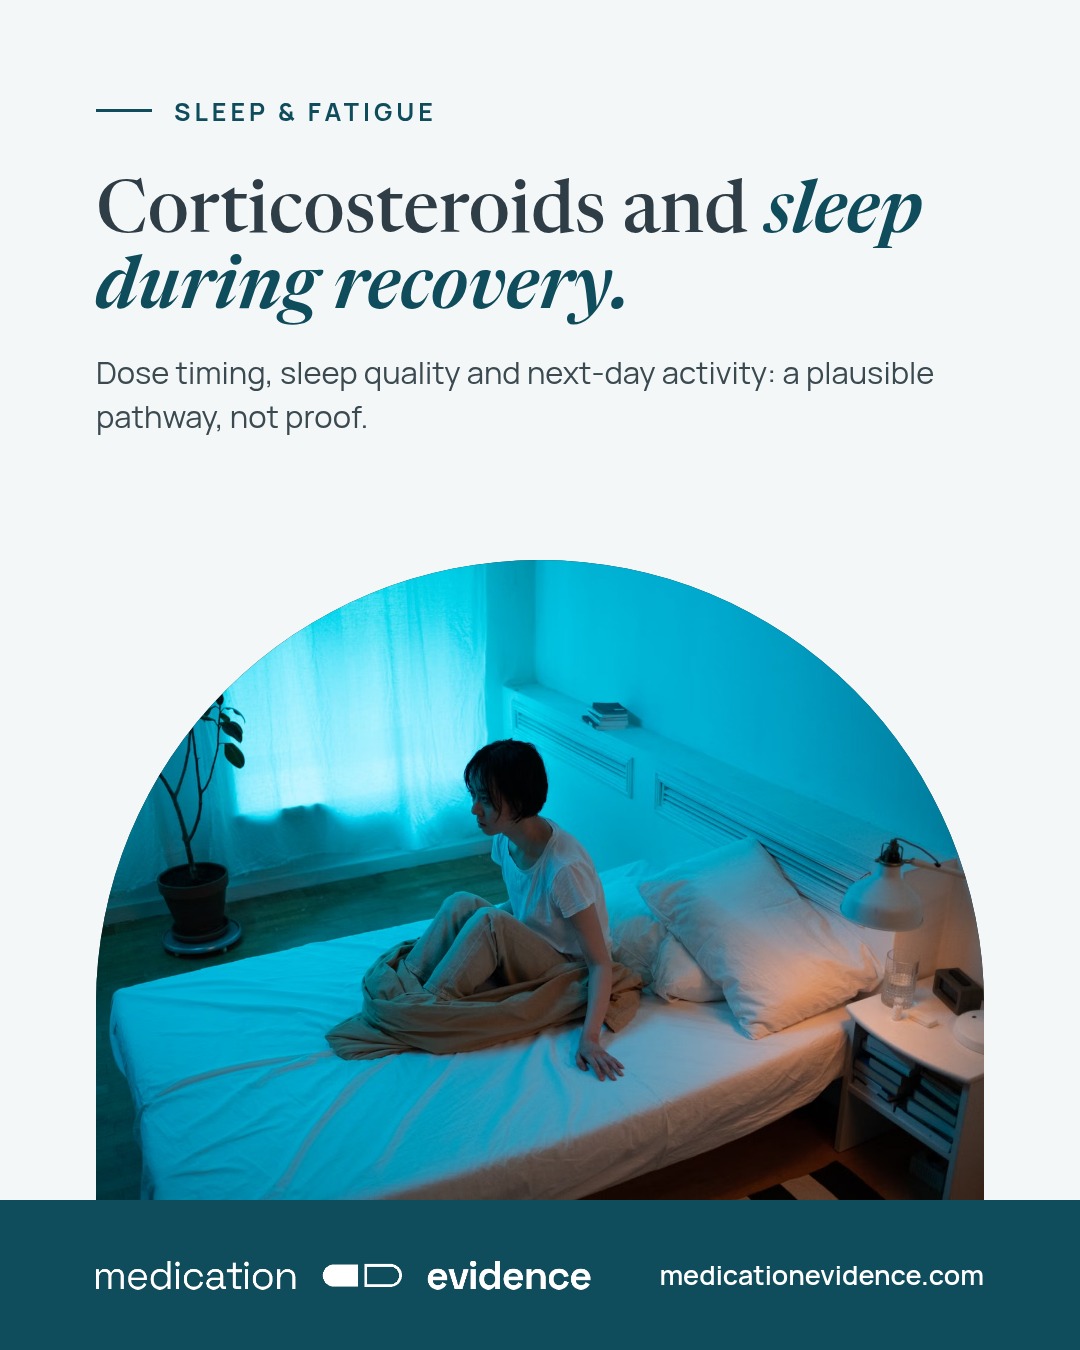 SLEEP & FATIGUE
Corticosteroids and sleep
during recovery.
Dose timing, sleep quality and next-day activity: a plausible
pathway, not proof.
medication evidence
medicationevidence.com